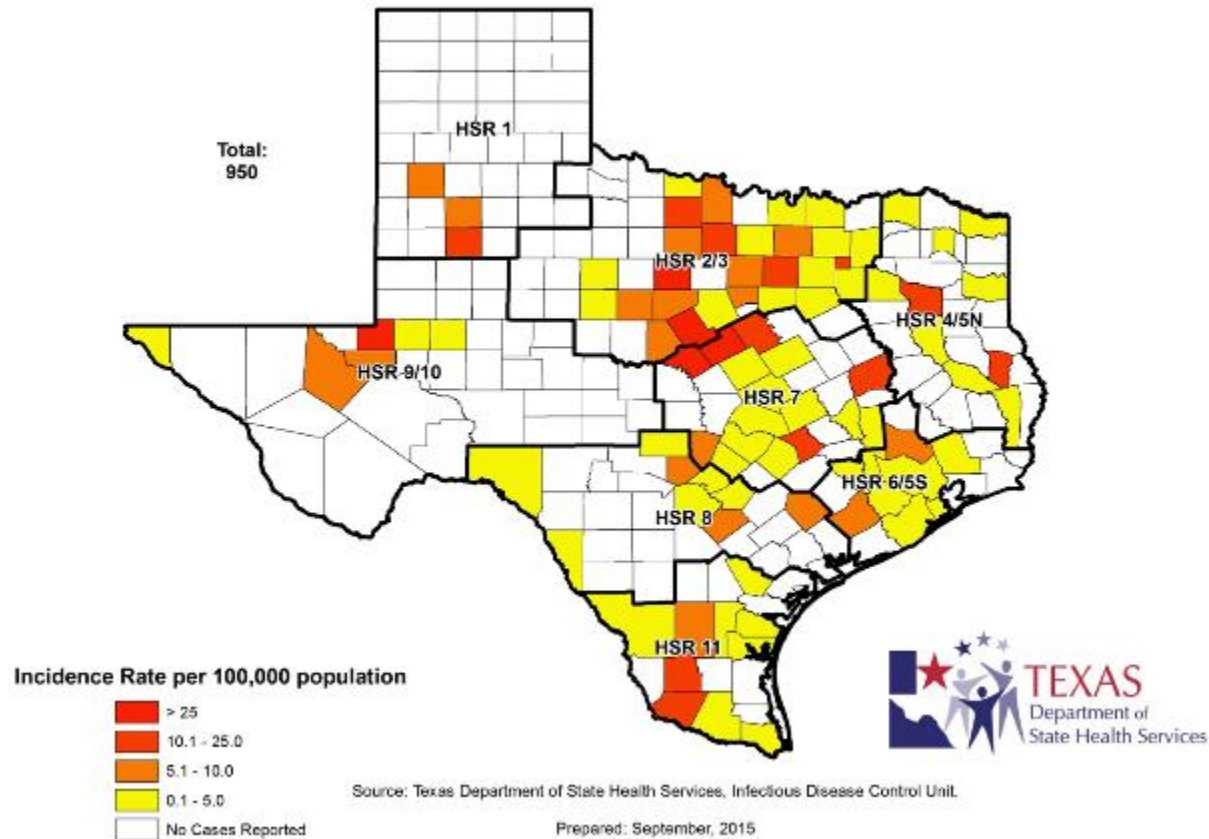 HSR 1
Total:
950
HSR 2/3
HSR 4/5N
HSR 9/10
HSR 7
HSR 6/5S
HSR 8
HSR 11
Incidence Rate per 100,000 population
> 25
10.1 - 25.0
5.1 - 10.0
0.1 - 5.0
No Cases Reported
TEXAS
Department of
State Health Services
Source: Texas Department of State Health Services, Infectious Disease Control Unit.
Prepared: September, 2015